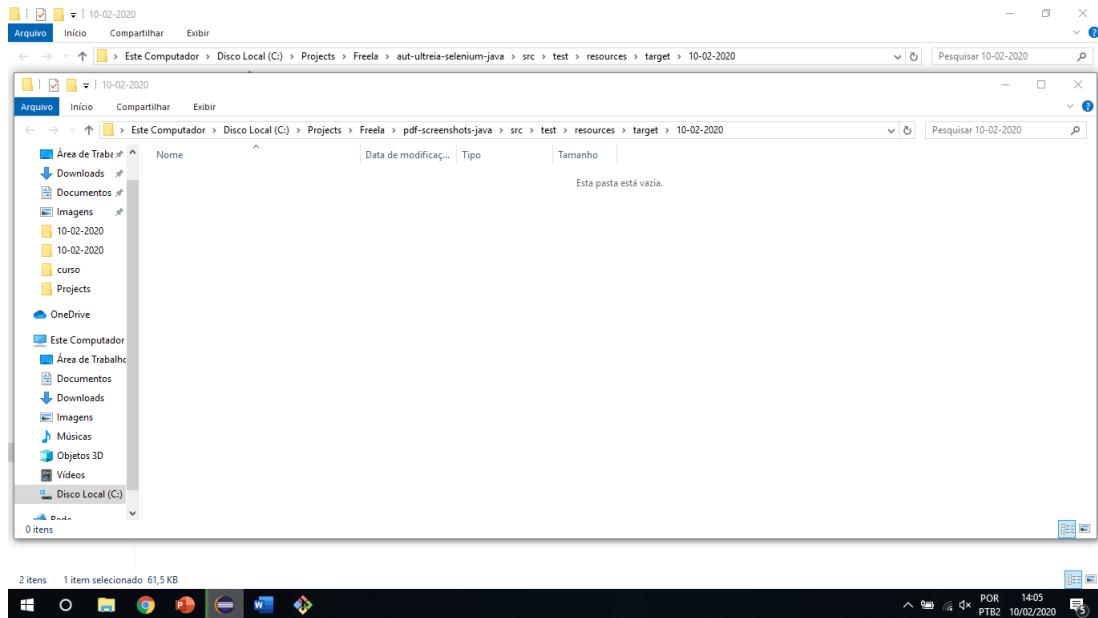 10-02-2020
Arquivo Início Compartilhar Exibir
Este Computador > Disco Local (C:) > Projects > Freela > aut-ultreia-selenium-java > src > test > resources > target > 10-02-2020
Pesquisar 10-02-2020
10-02-2020
Arquivo Início Compartilhar Exibir
Este Computador > Disco Local (C:) > Projects > Freela > pdf-screenshots-java > src > test > resources > target > 10-02-2020
Pesquisar 10-02-2020
Nome Data de modificaç... Tipo Tamanho
Esta pasta está vazia.
Área de Traba
Downloads
Documentos
Imagens
10-02-2020
10-02-2020
curso
Projects
OneDrive
Este Computador
Área de Trabalho
Documentos
Downloads
Imagens
Músicas
Objetos 3D
Vídeos
Disco Local (C:)
Rede
0 itens
2 itens 1 item selecionado 61,5 KB
POR 14:05
PTB2 10/02/2020
5